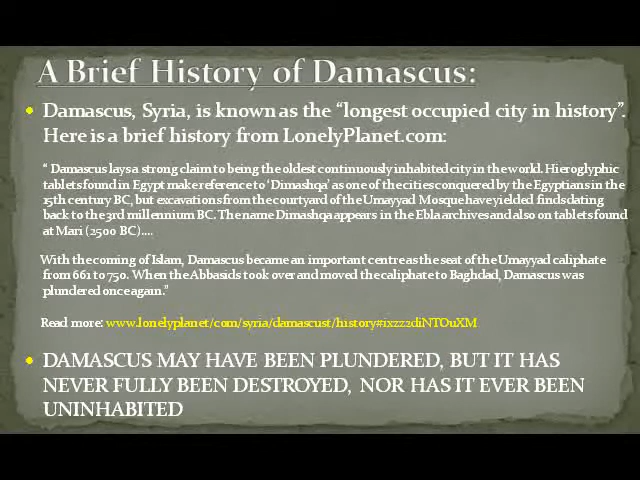 A Brief History of Damascus:
• Damascus, Syria, is known as the “longest occupied city in history”.
Here is a brief history from LonelyPlanet.com:
“ Damascus lays a strong claim to being the oldest continuously inhabited city in the world. Hieroglyphic
tablets found in Egypt make reference to ‘Dimashqa’ as one of the cities conquered by the Egyptians in the
15th century BC, but excavations from the courtyard of the Umayyad Mosque have yielded finds dating
back to the 3rd millennium BC. The name Dimashqa appears in the Ebla archives and also on tablets found
at Mari (2500 BC)....
With the coming of Islam, Damascus became an important centre as the seat of the Umayyad caliphate
from 661 to 750. When the Abbasids took over and moved the caliphate to Baghdad, Damascus was
plundered once again.”
Read more: www.lonelyplanet/com/syria/damascust/history#ixzz2diNTOuXM
• DAMASCUS MAY HAVE BEEN PLUNDERED, BUT IT HAS
NEVER FULLY BEEN DESTROYED, NOR HAS IT EVER BEEN
UNINHABITED